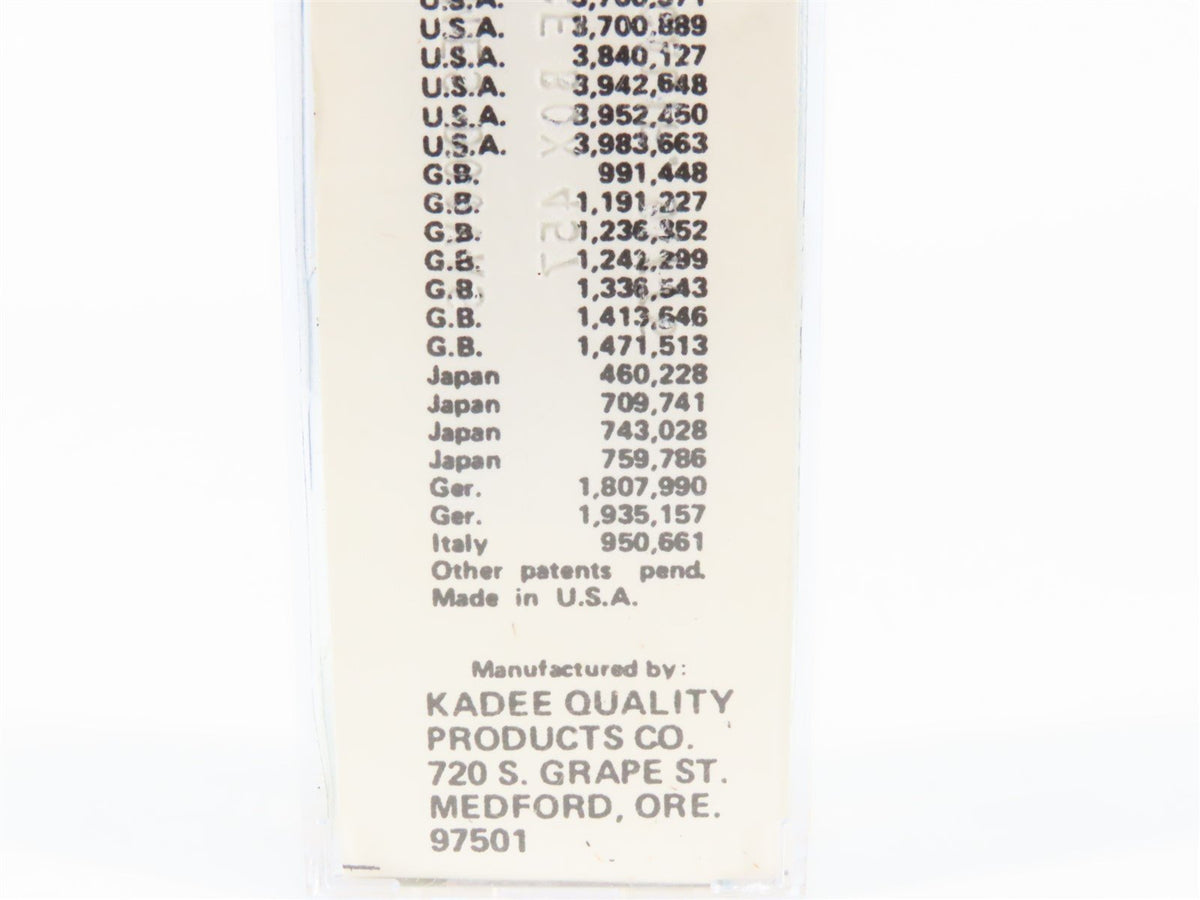 U.S.A. 3,700,889
U.S.A. 3,840,127
U.S.A. 3,942,648
U.S.A. 3,952,450
U.S.A. 3,983,663
G.B. 991,448
G.B. 1,191,227
G.B. 1,236,352
G.B. 1,242,299
G.B. 1,336,543
G.B. 1,413,646
G.B. 1,471,513
Japan 460,228
Japan 709,741
Japan 743,028
Japan 759,786
Ger. 1,807,990
Ger. 1,935,157
Italy 950,661
Other patents pend.
Made in U.S.A.
Manufactured by:
KADEE QUALITY
PRODUCTS CO.
720 S. GRAPE ST.
MEDFORD, ORE.
97501